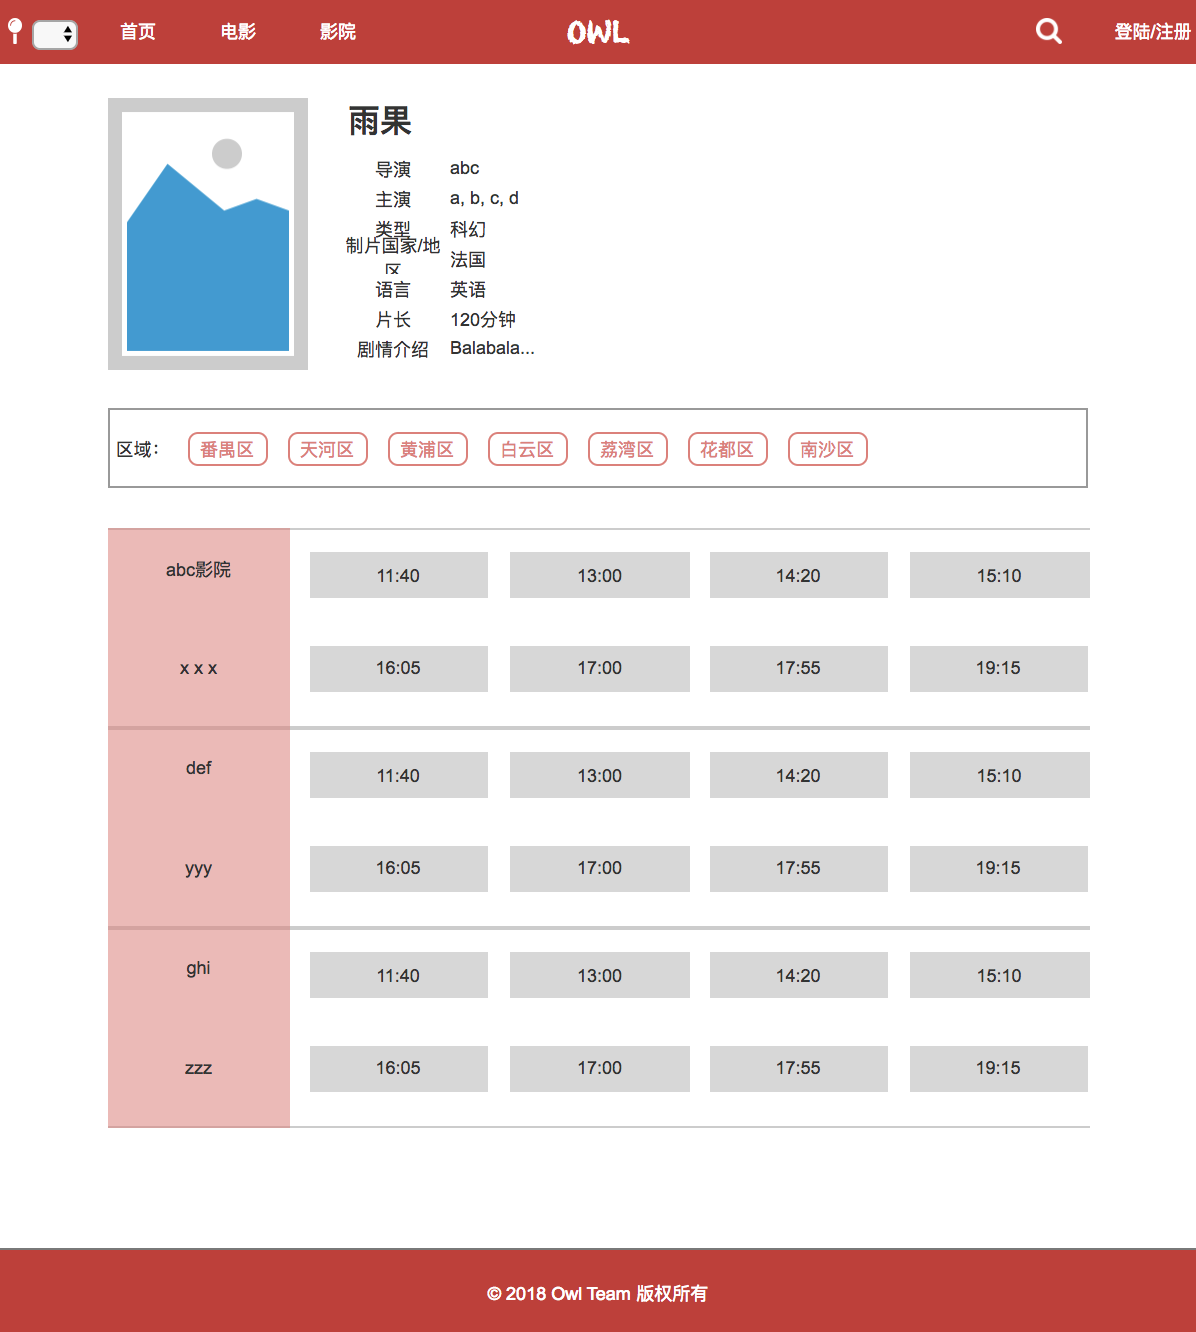 首页 电影 影院 OWL 登陆/注册
雨果
导演 abc
主演 a, b, c, d
类型 科幻
制片国家/地
区 法国
语言 英语
片长 120分钟
剧情介绍 Balabala...
区域： 番禺区 天河区 黄浦区 白云区 荔湾区 花都区 南沙区
abc影院 11:40 13:00 14:20 15:10
x x x 16:05 17:00 17:55 19:15
def 11:40 13:00 14:20 15:10
yyy 16:05 17:00 17:55 19:15
ghi 11:40 13:00 14:20 15:10
zzz 16:05 17:00 17:55 19:15
© 2018 Owl Team 版权所有